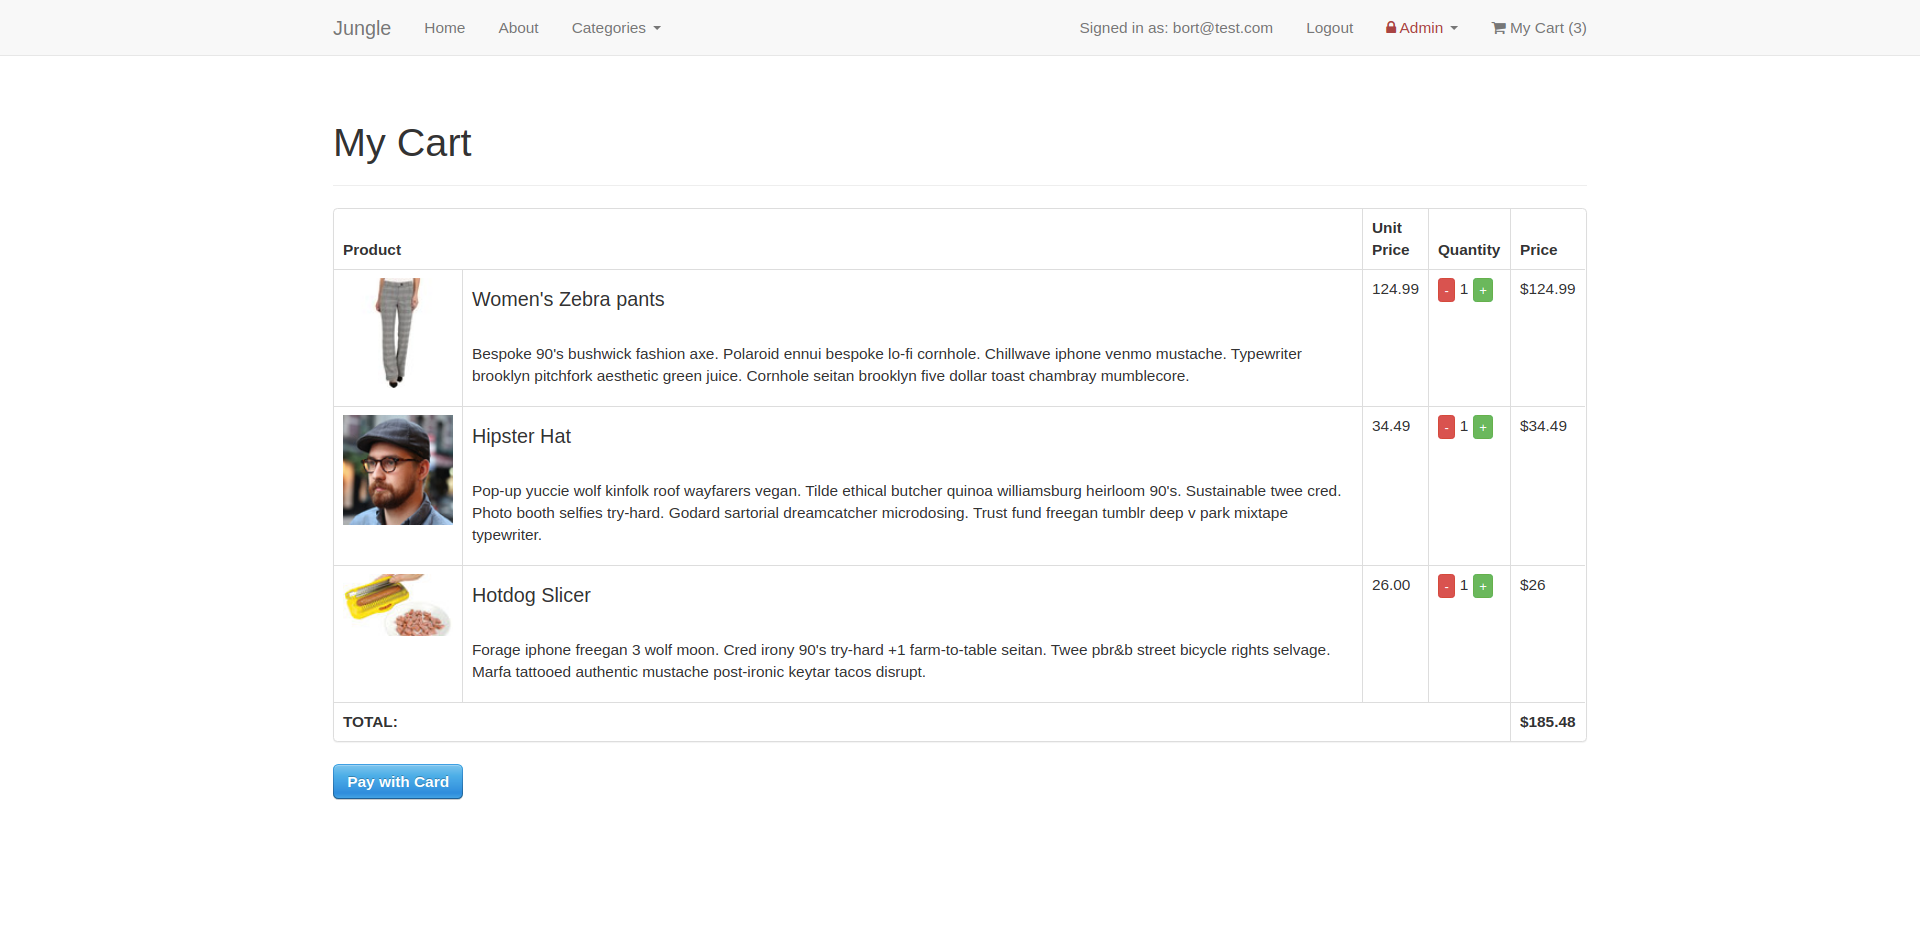 Jungle Home About Categories Signed in as: bort@test.com Logout Admin My Cart (3)
My Cart
Product Unit Price Quantity Price
Women's Zebra pants 124.99 - 1 + $124.99
Bespoke 90's bushwick fashion axe. Polaroid ennui bespoke lo-fi cornhole. Chillwave iphone venmo mustache. Typewriter
brooklyn pitchfork aesthetic green juice. Cornhole seitan brooklyn five dollar toast chambray mumblecore.
Hipster Hat 34.49 - 1 + $34.49
Pop-up yuccie wolf kinfolk roof wayfarers vegan. Tilde ethical butcher quinoa williamsburg heirloom 90's. Sustainable twee cred.
Photo booth selfies try-hard. Godard sartorial dreamcatcher microdosing. Trust fund freegan tumblr deep v park mixtape
typewriter.
Hotdog Slicer 26.00 - 1 + $26
Forage iphone freegan 3 wolf moon. Cred irony 90's try-hard +1 farm-to-table seitan. Twee pbr&b street bicycle rights selvage.
Marfa tattooed authentic mustache post-ironic keytar tacos disrupt.
TOTAL: $185.48
Pay with Card